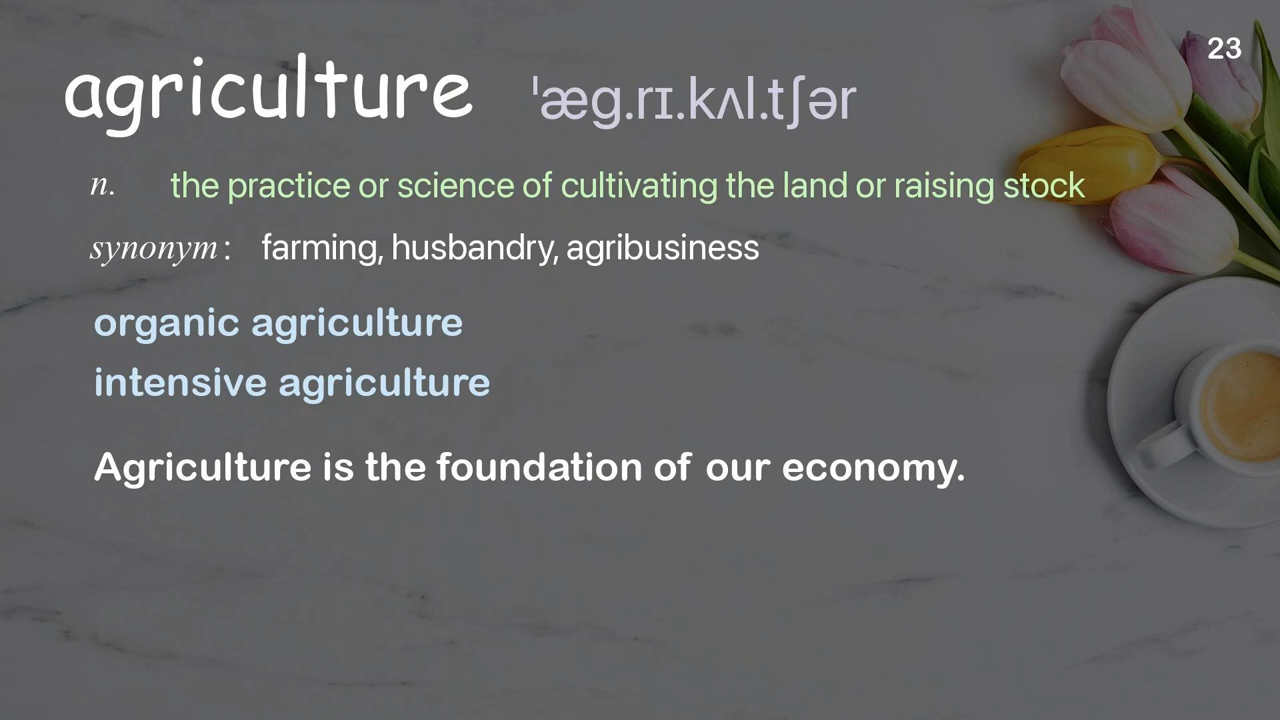 23
agriculture ˈæg.rɪ.kʌl.tʃər
n. the practice or science of cultivating the land or raising stock
synonym: farming, husbandry, agribusiness
organic agriculture
intensive agriculture
Agriculture is the foundation of our economy.